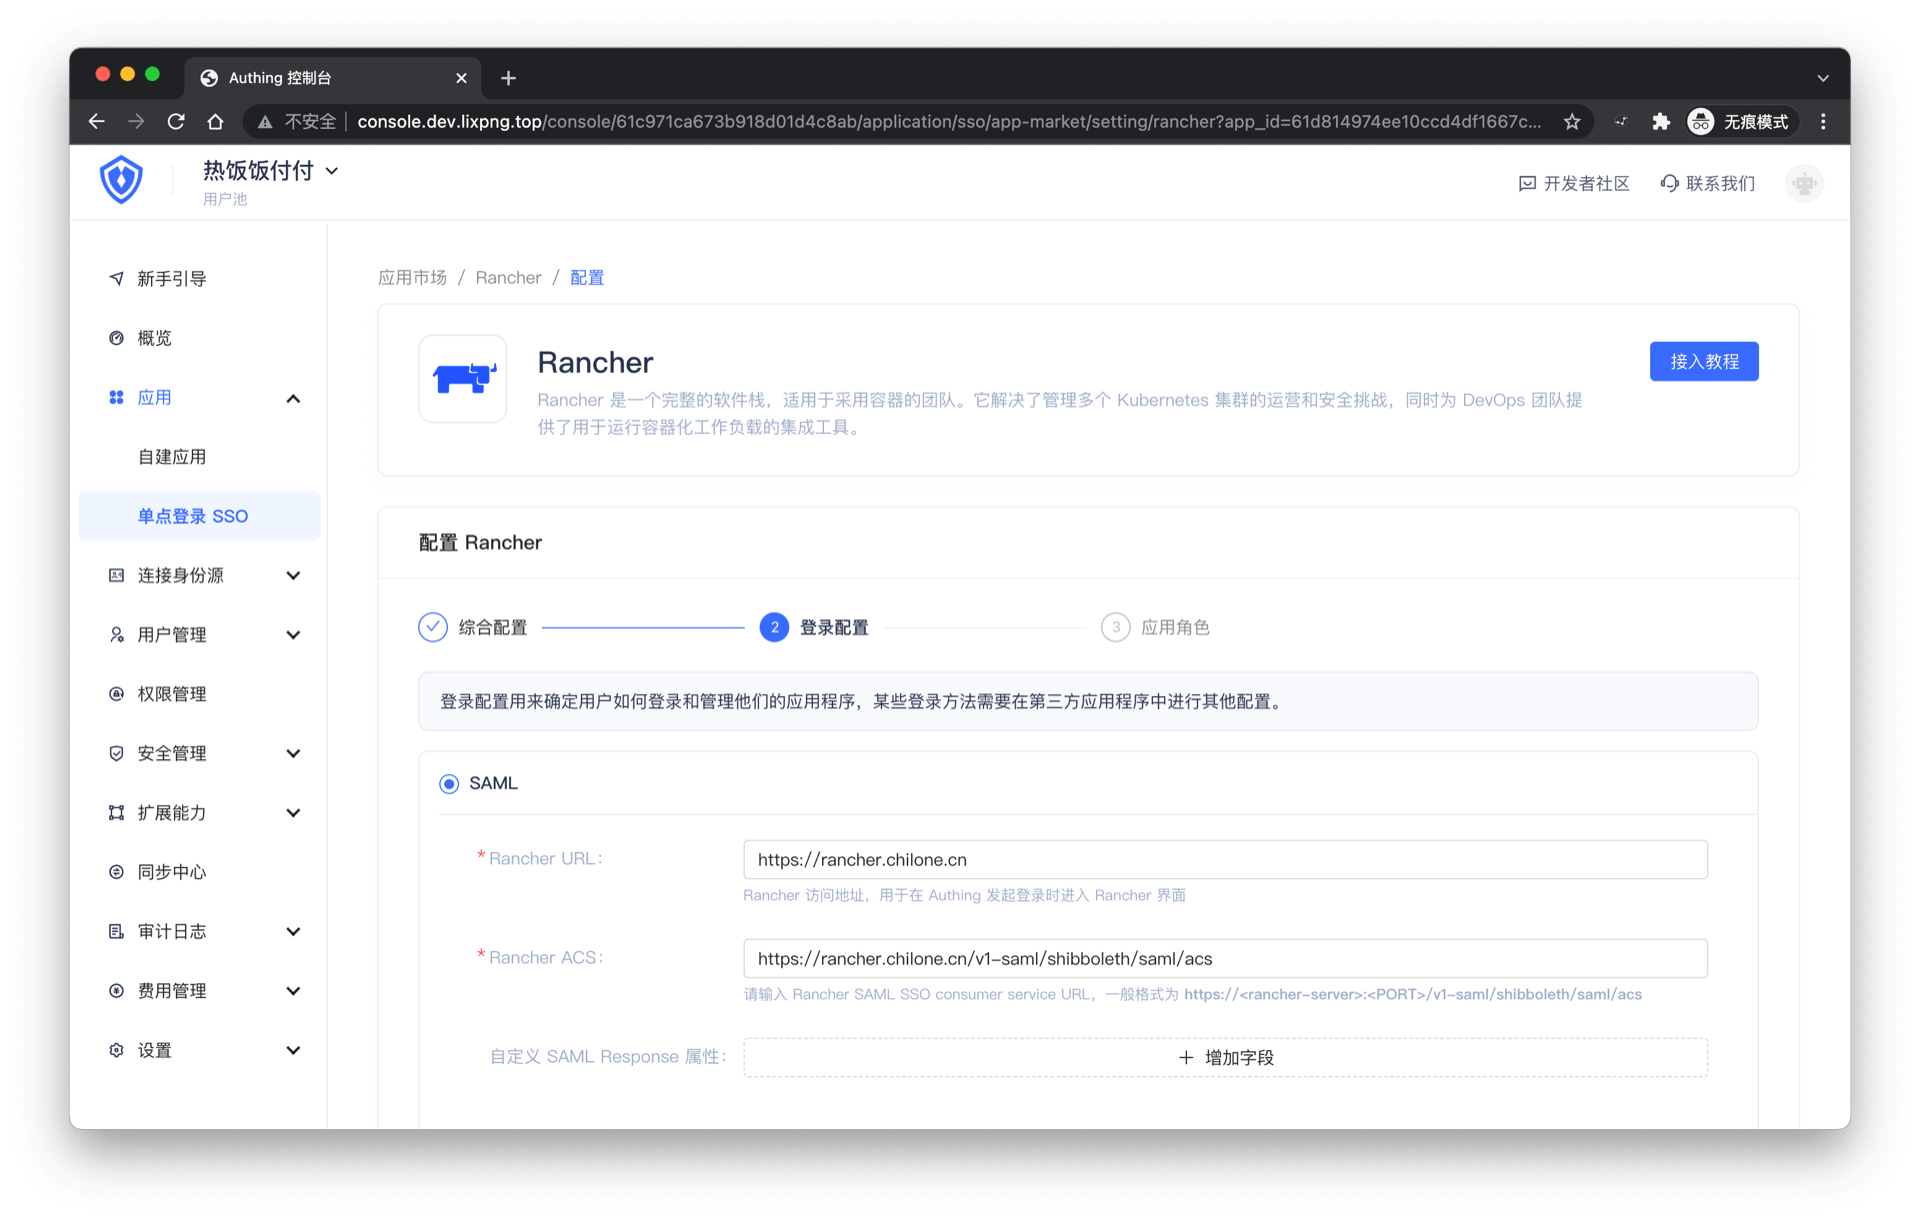 Authing 控制台
不安全 console.dev.lixpng.top/console/61c971ca673b918d01d4c8ab/application/sso/app-market/setting/rancher?app_id=61d814974ee10ccd4df1667c...
无痕模式
热饭饭付付
用户池
开发者社区
联系我们
新手引导
概览
应用
自建应用
单点登录 SSO
连接身份源
用户管理
权限管理
安全管理
扩展能力
同步中心
审计日志
费用管理
设置
应用市场 / Rancher / 配置
Rancher
接入教程
Rancher 是一个完整的软件栈，适用于采用容器的团队。它解决了管理多个 Kubernetes 集群的运营和安全挑战，同时为 DevOps 团队提
供了用于运行容器化工作负载的集成工具。
配置 Rancher
综合配置
2 登录配置
3 应用角色
登录配置用来确定用户如何登录和管理他们的应用程序，某些登录方法需要在第三方应用程序中进行其他配置。
SAML
* Rancher URL: https://rancher.chilone.cn
Rancher 访问地址，用于在 Authing 发起登录时进入 Rancher 界面
* Rancher ACS: https://rancher.chilone.cn/v1-saml/shibboleth/saml/acs
请输入 Rancher SAML SSO consumer service URL，一般格式为 https://<rancher-server>:<PORT>/v1-saml/shibboleth/saml/acs
自定义 SAML Response 属性: + 增加字段